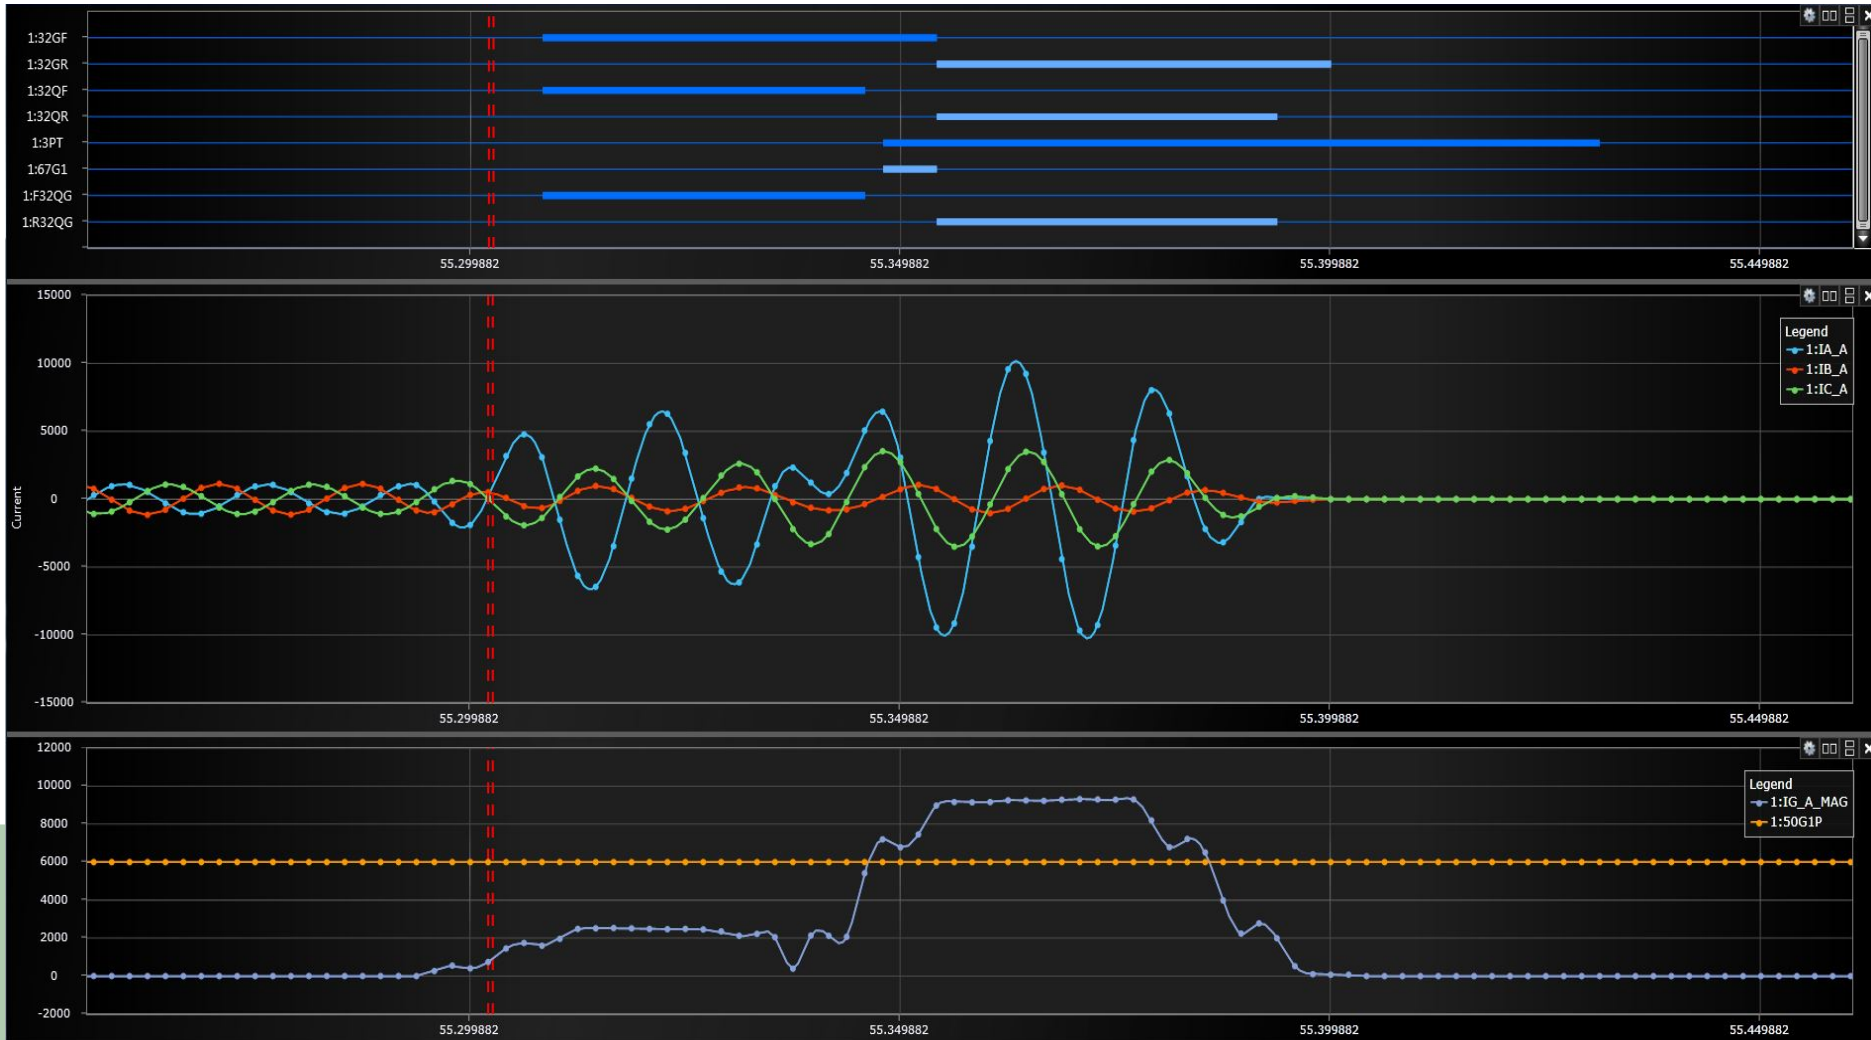 1:32GF
1:32GR
1:32QF
1:32QR
1:3PT
1:67G1
1:F32QG
1:R32QG
55.299882 55.349882 55.399882 55.449882
15000
10000
5000
0
-5000
-10000
-15000
Current
Legend
1:IA_A
1:IB_A
1:IC_A
55.299882 55.349882 55.399882 55.449882
12000
10000
8000
6000
4000
2000
0
-2000
Legend
1:IG_A_MAG
1:50G1P
55.299882 55.349882 55.399882 55.449882